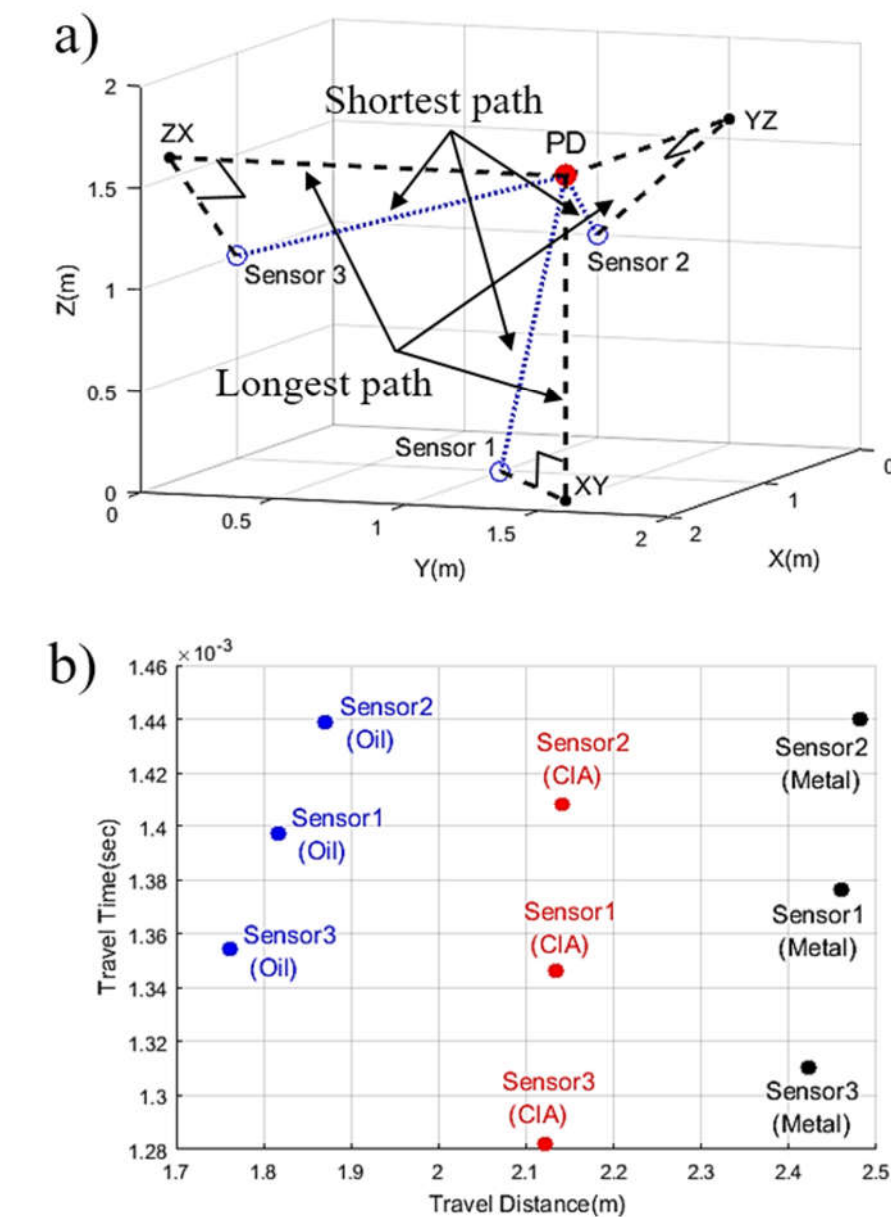 a)
2
1.5
1
0.5
0
Z(m)
Shortest path
ZX
PD
YZ
Sensor 3
Sensor 2
Longest path
Sensor 1
XY
0
0.5
1
1.5
2
Y(m)
2
1
0
X(m)
b)
×10-3
1.46
1.44
1.42
1.4
1.38
1.36
1.34
1.32
1.3
1.28
Travel Time(sec)
Sensor2
(Oil)
Sensor1
(Oil)
Sensor3
(Oil)
Sensor2
(CIA)
Sensor1
(CIA)
Sensor3
(CIA)
Sensor2
(Metal)
Sensor1
(Metal)
Sensor3
(Metal)
1.7 1.8 1.9 2 2.1 2.2 2.3 2.4 2.5
Travel Distance(m)